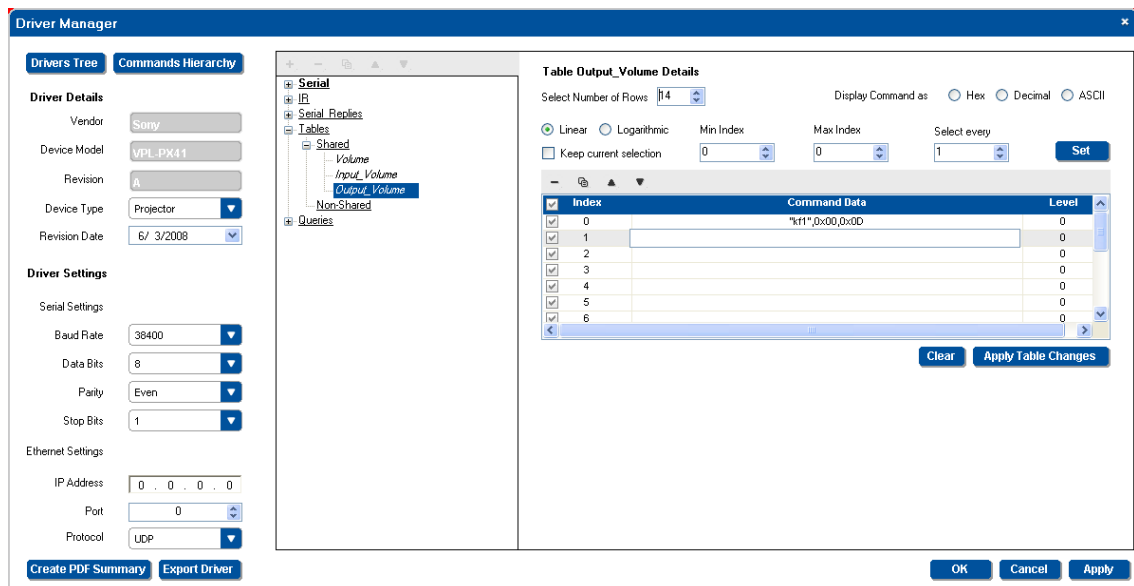 Driver Manager
Drivers Tree
Commands Hierarchy
Driver Details
Vendor
Sony
Device Model
VPL-PX41
Revision
A
Device Type
Projector
Revision Date
6/ 3/2008
Driver Settings
Serial Settings
Baud Rate
38400
Data Bits
8
Parity
Even
Stop Bits
1
Ethernet Settings
IP Address
0 . 0 . 0 . 0
Port
0
Protocol
UDP
Create PDF Summary
Export Driver
Serial
IR
Serial Replies
Tables
Shared
Volume
Input_Volume
Output_Volume
Non-Shared
Queries
Table Output_Volume Details
Select Number of Rows 14
Display Command as Hex Decimal ASCII
Linear Logarithmic Min Index Max Index Select every
Keep current selection 0 0 1 Set
Index Command Data Level
0 "kf1",0x00,0x0D 0
1 0
2 0
3 0
4 0
5 0
6 0
Clear
Apply Table Changes
OK
Cancel
Apply